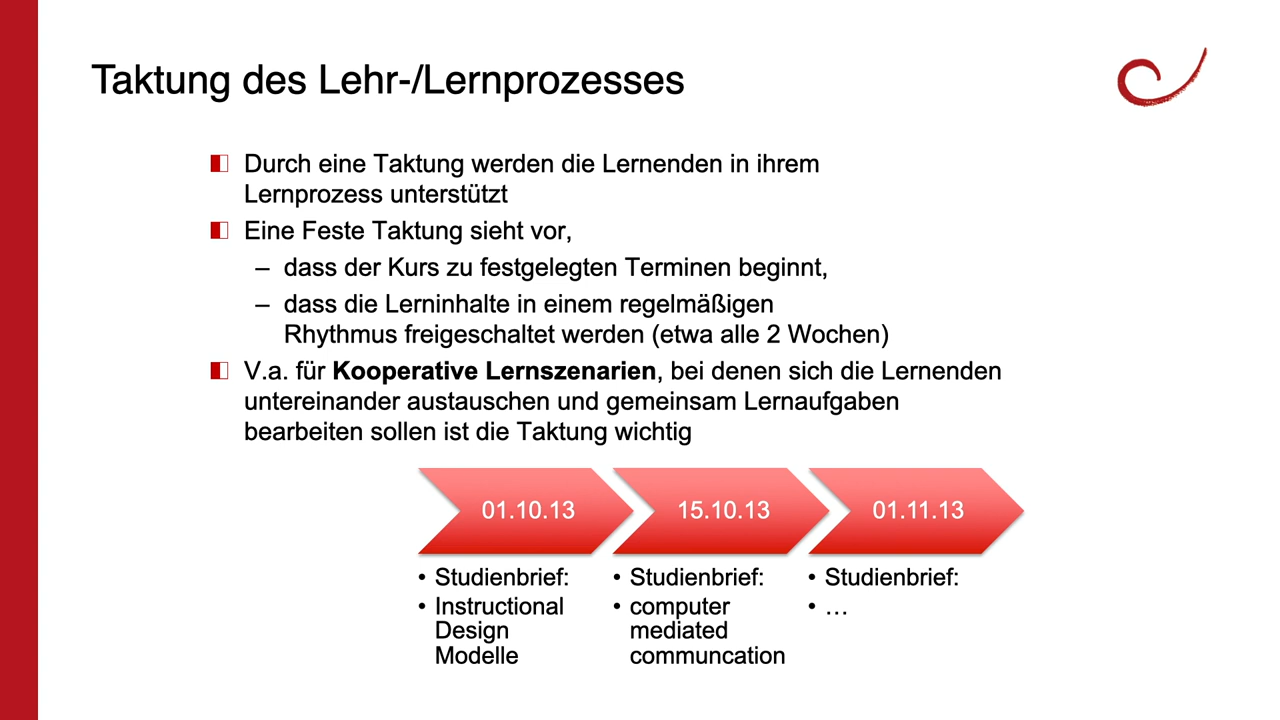 Taktung des Lehr-/Lernprozesses
Durch eine Taktung werden die Lernenden in ihrem
Lernprozess unterstützt
Eine Feste Taktung sieht vor,
– dass der Kurs zu festgelegten Terminen beginnt,
– dass die Lerninhalte in einem regelmäßigen
Rhythmus freigeschaltet werden (etwa alle 2 Wochen)
V.a. für Kooperative Lernszenarien, bei denen sich die Lernenden
untereinander austauschen und gemeinsam Lernaufgaben
bearbeiten sollen ist die Taktung wichtig
01.10.13
• Studienbrief:
• Instructional
Design
Modelle
15.10.13
• Studienbrief:
• computer
mediated
communcation
01.11.13
• Studienbrief:
• …